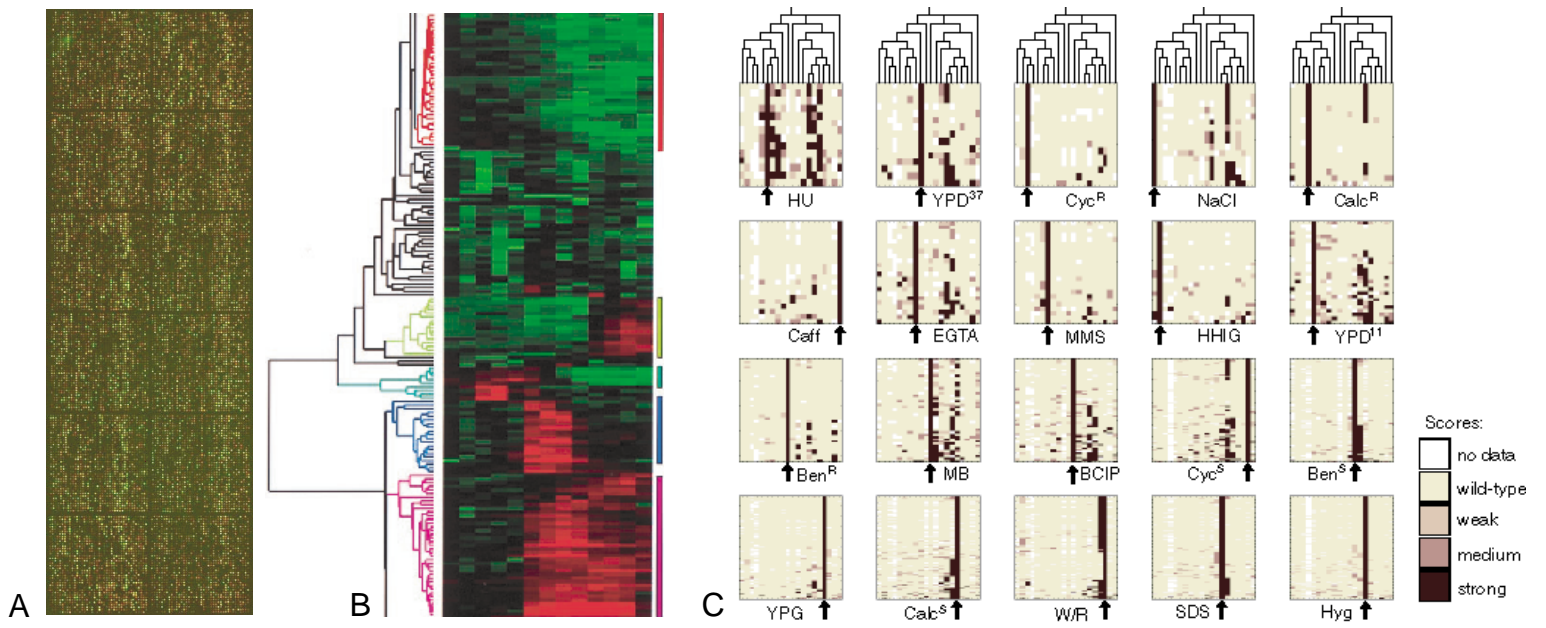 HU
YPD37
CycR
NaCl
CalcR
Caff
EGTA
MMS
HHIG
YPD11
BenR
MB
BCIP
CycS
BenS
YPG
CalcS
W/R
SDS
Hyg
Scores:
no data
wild-type
weak
medium
strong
A
B
C